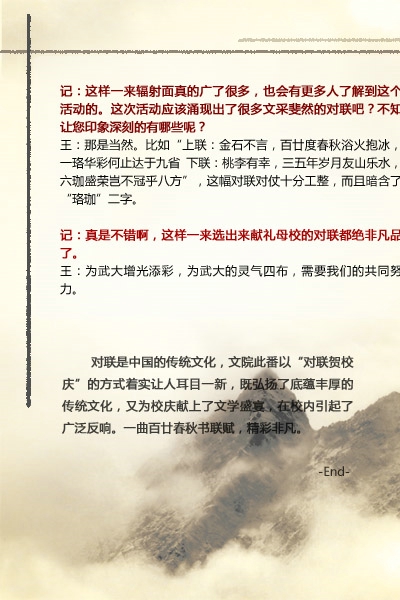 记：这样一来辐射面真的广了很多，也会有更多人了解到这个
活动的。这次活动应该涌现出了很多文采斐然的对联吧？不知
让您印象深刻的有哪些呢？
王：那是当然。比如“上联：金石不言，百廿度春秋浴火抱冰，
一珞华彩何止达于九省 下联：桃李有幸，三五年岁月友山乐水，
六珈盛荣岂不冠乎八方”，这幅对联对仗十分工整，而且暗含了
“珞珈”二字。
记：真是不错啊，这样一来选出来献礼母校的对联都绝非凡品
了。
王：为武大增光添彩，为武大的灵气四布，需要我们的共同努
力。
对联是中国的传统文化，文院此番以“对联贺校
庆”的方式着实让人耳目一新，既弘扬了底蕴丰厚的
传统文化，又为校庆献上了文学盛宴，在校内引起了
广泛反响。一曲百廿春秋书联赋，精彩非凡。
-End-